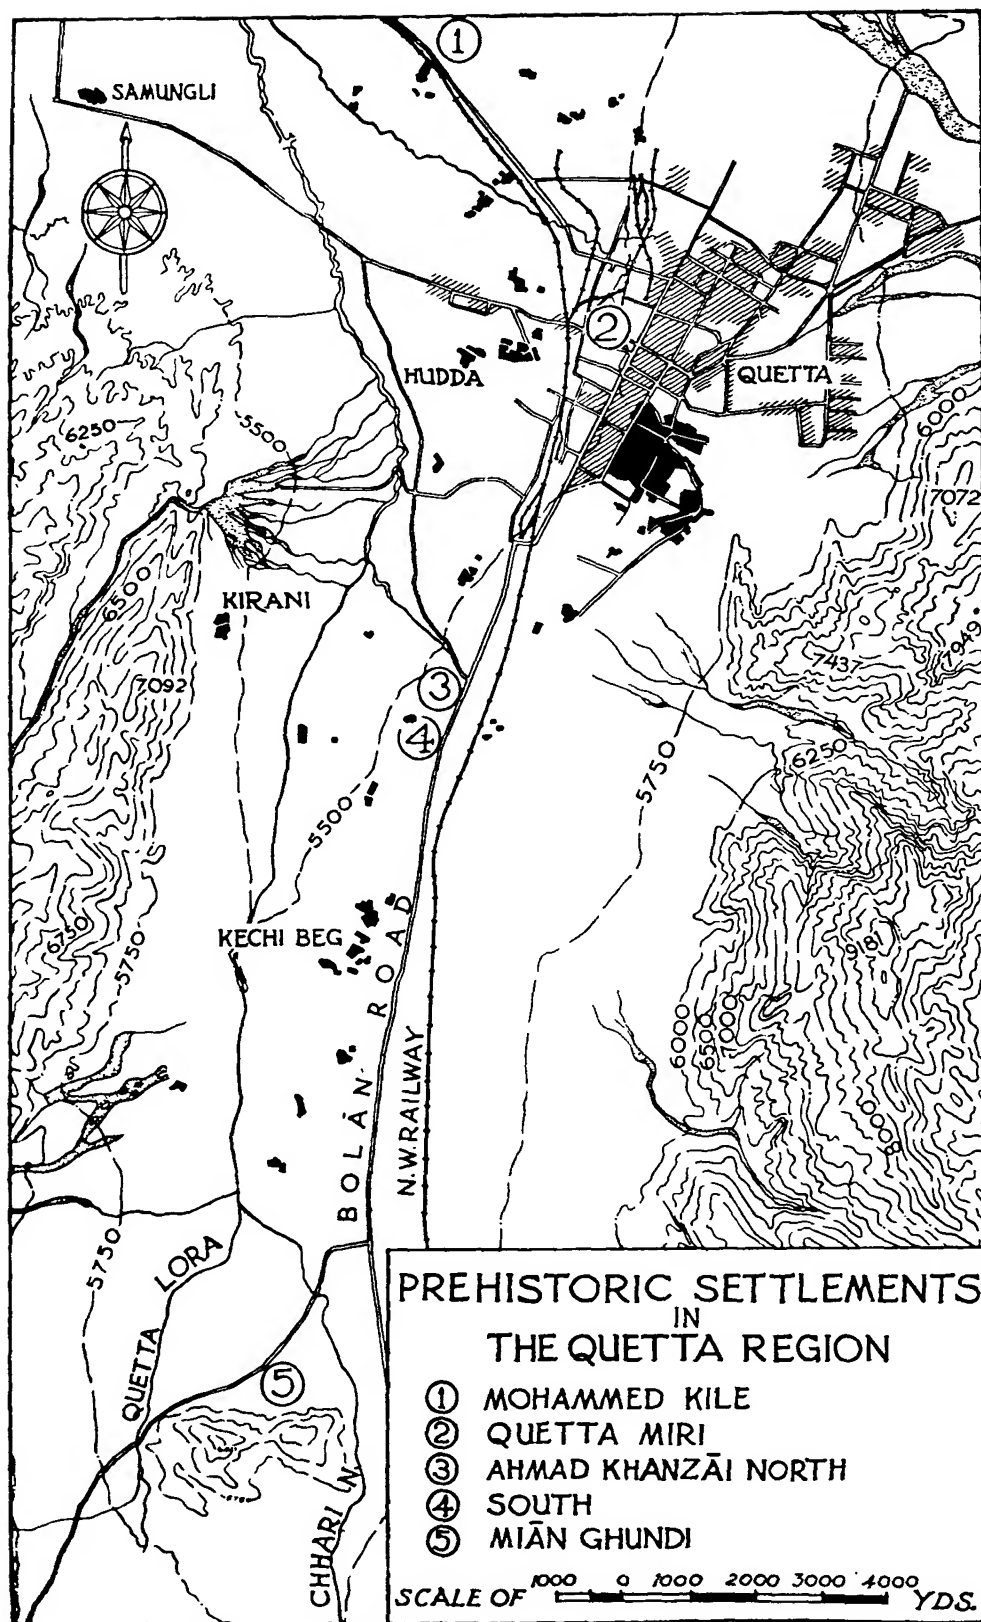 ①
SAMUNGLI
②
HUDDA
QUETTA
6250
5500
6000
7072
6500
KIRANI
7949
7437
7092
③
④
6250
5750
5500
KECHI BEG
6750
5750
9181
BOLĀN ROAD
N.W.RAILWAY
6000
6500
7000
8000
5750
QUETTA LORA
⑤
CHHARI N.
PREHISTORIC SETTLEMENTS
IN
THE QUETTA REGION
① MOHAMMED KILE
② QUETTA MIRI
③ AHMAD KHANZĀI NORTH
④ SOUTH
⑤ MIĀN GHUNDI
SCALE OF 1000 0 1000 2000 3000 4000 YDS.